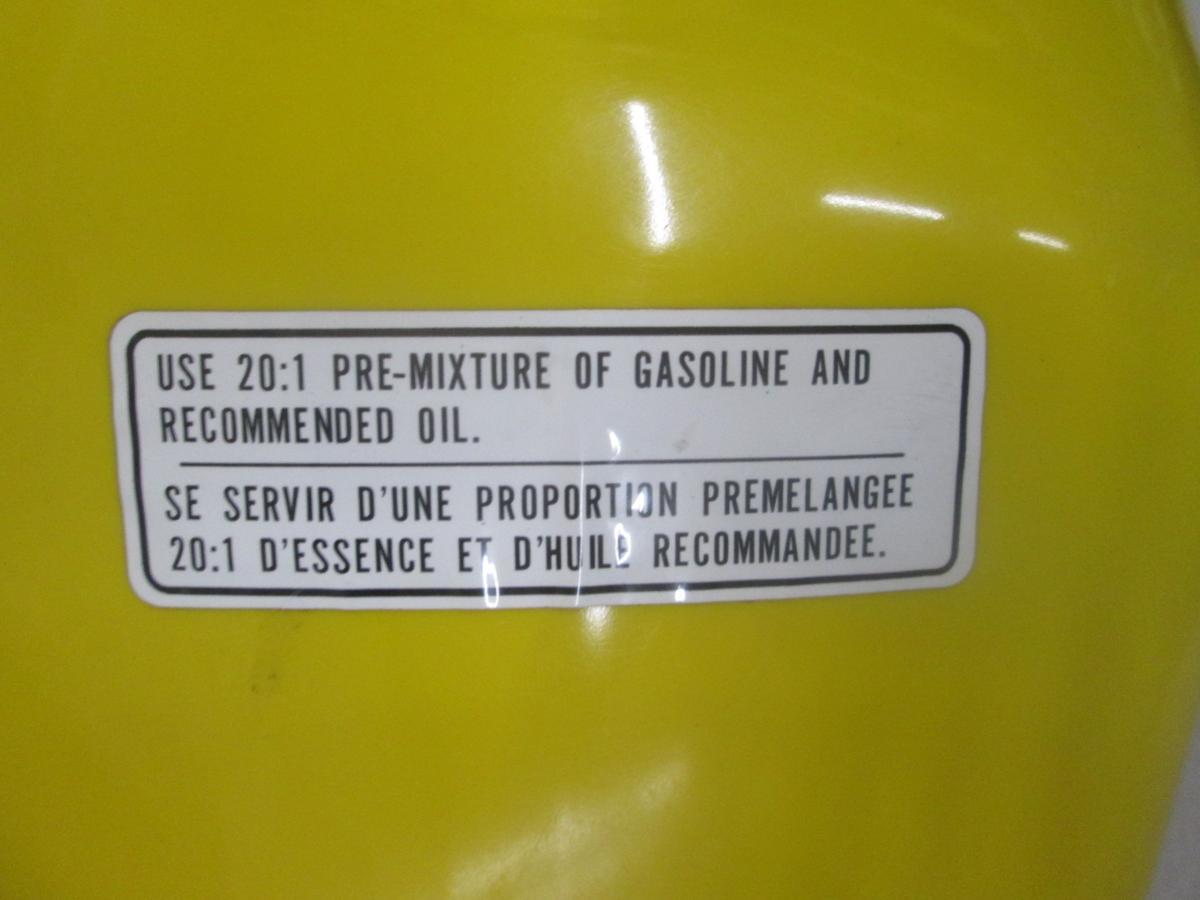 USE 20:1 PRE-MIXTURE OF GASOLINE AND
RECOMMENDED OIL.
SE SERVIR D'UNE PROPORTION PREMELANGEE
20:1 D'ESSENCE ET D'HUILE RECOMMANDEE.